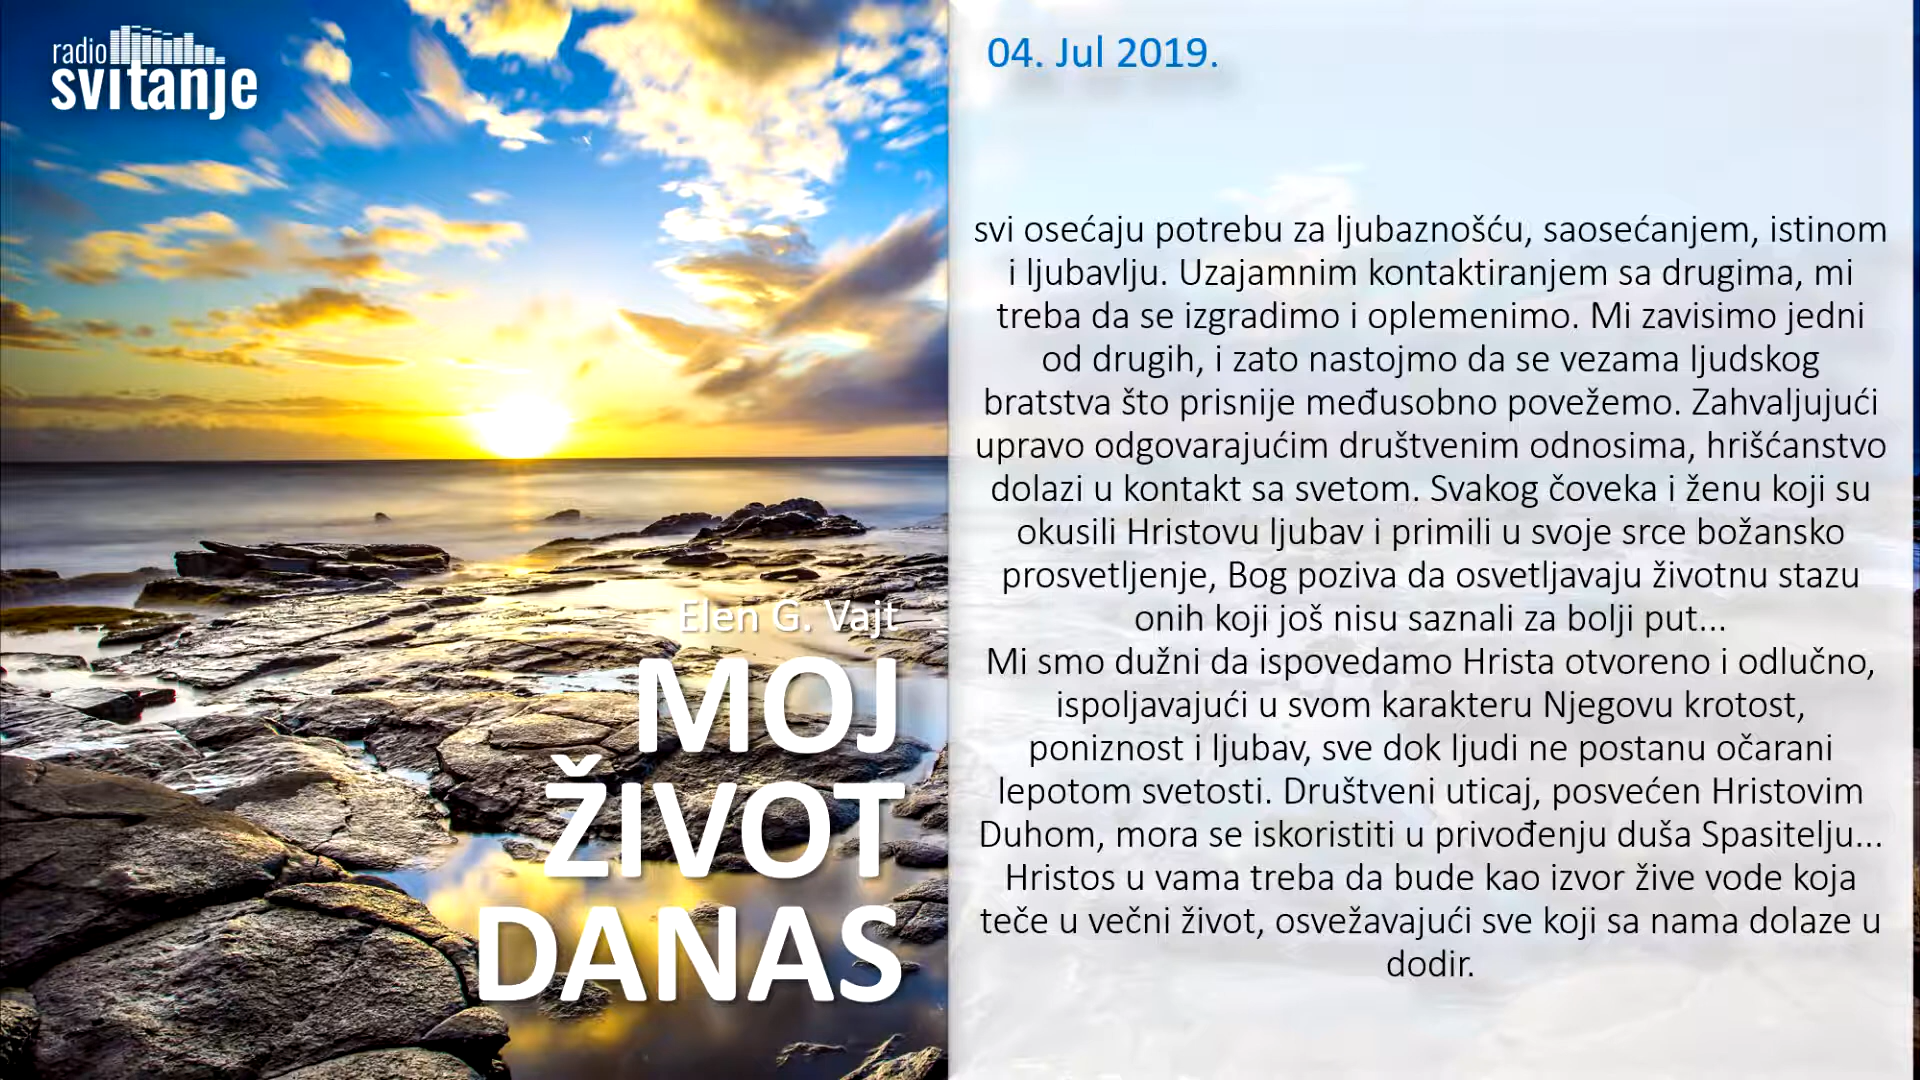 radio
svitanje
Elen G. Vajt
MOJ
ŽIVOT
DANAS
04. Jul 2019.
svi osećaju potrebu za ljubaznošću, saosećanjem, istinom
i ljubavlju. Uzajamnim kontaktiranjem sa drugima, mi
treba da se izgradimo i oplemenimo. Mi zavisimo jedni
od drugih, i zato nastojmo da se vezama ljudskog
bratstva što prisnije međusobno povežemo. Zahvaljujući
upravo odgovarajućim društvenim odnosima, hrišćanstvo
dolazi u kontakt sa svetom. Svakog čoveka i ženu koji su
okusili Hristovu ljubav i primili u svoje srce božansko
prosvetljenje, Bog poziva da osvetljavaju životnu stazu
onih koji još nisu saznali za bolji put...
Mi smo dužni da ispovedamo Hrista otvoreno i odlučno,
ispoljavajući u svom karakteru Njegovu krotost,
poniznost i ljubav, sve dok ljudi ne postanu očarani
lepotom svetosti. Društveni uticaj, posvećen Hristovim
Duhom, mora se iskoristiti u privođenju duša Spasitelju...
Hristos u vama treba da bude kao izvor žive vode koja
teče u večni život, osvežavajući sve koji sa nama dolaze u
dodir.